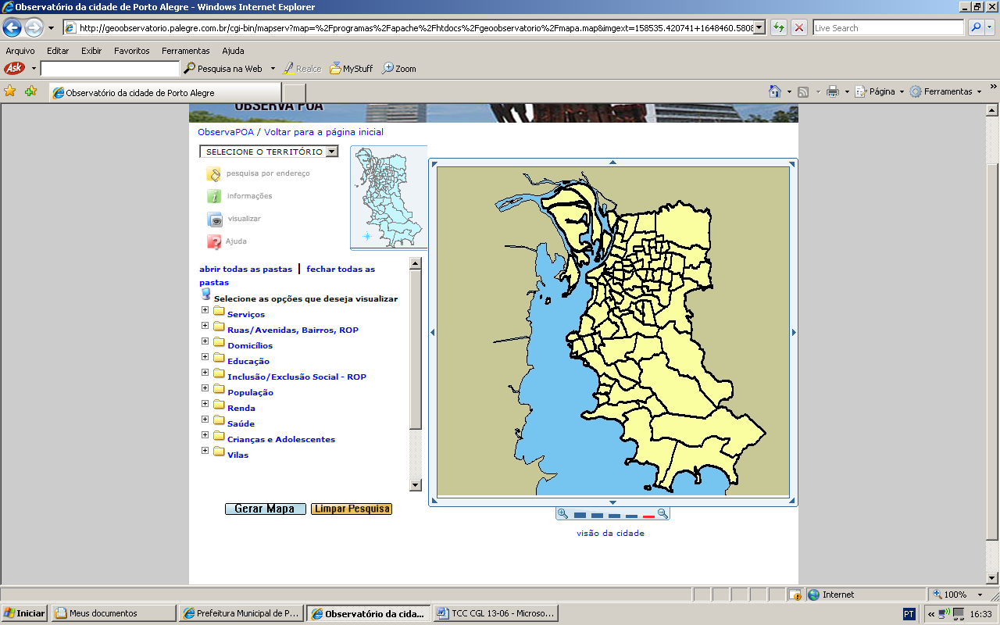 Observatório da cidade de Porto Alegre - Windows Internet Explorer
http://geoobservatorio.palegre.com.br/cgi-bin/mapserv?map=%2Fprogramas%2Fapache%2Fhtdocs%2Fgeoobservatorio%2Fmapa.map&imgext=158535.420741+1648460.5808
Live Search
Arquivo Editar Exibir Favoritos Ferramentas Ajuda
Ask Pesquisa na Web Realce MyStuff Zoom
Observatório da cidade de Porto Alegre Página Ferramentas »
OBSERVA POA
ObservaPOA / Voltar para a página inicial
SELECIONE O TERRITÓRIO
pesquisa por endereço
informações
visualizar
Ajuda
abrir todas as pastas | fechar todas as
pastas
Selecione as opções que deseja visualizar
Serviços
Ruas/Avenidas, Bairros, ROP
Domicílios
Educação
Inclusão/Exclusão Social - ROP
População
Renda
Saúde
Crianças e Adolescentes
Vilas
Gerar Mapa Limpar Pesquisa
visão da cidade
Internet 100%
Iniciar Meus documentos Prefeitura Municipal de P... Observatório da cida... TCC CGL 13-06 - Microso... PT « 16:33